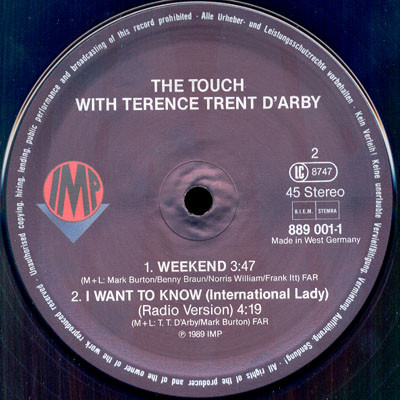 Unauthorised copying, hiring, lending, public performance and broadcasting of this record prohibited - Alle Urheber- und Leistungsschutzrechte vorbehalten - Kein Verleih! Keine unerlaubte Vervielfältigung, Vermietung, Aufführung, Sendung! - All rights of the producer and of the owner of the work reproduced reserved -
THE TOUCH
WITH TERENCE TRENT D'ARBY
IMP
2
LC 8747
45 Stereo
B.I.E.M. STEMRA
889 001-1
Made in West Germany
1. WEEKEND 3:47
(M+L: Mark Burton/Benny Braun/Norris William/Frank Itt) FAR
2. I WANT TO KNOW (International Lady)
(Radio Version) 4:19
(M+L: T. T. D'Arby/Mark Burton) FAR
℗ 1989 IMP